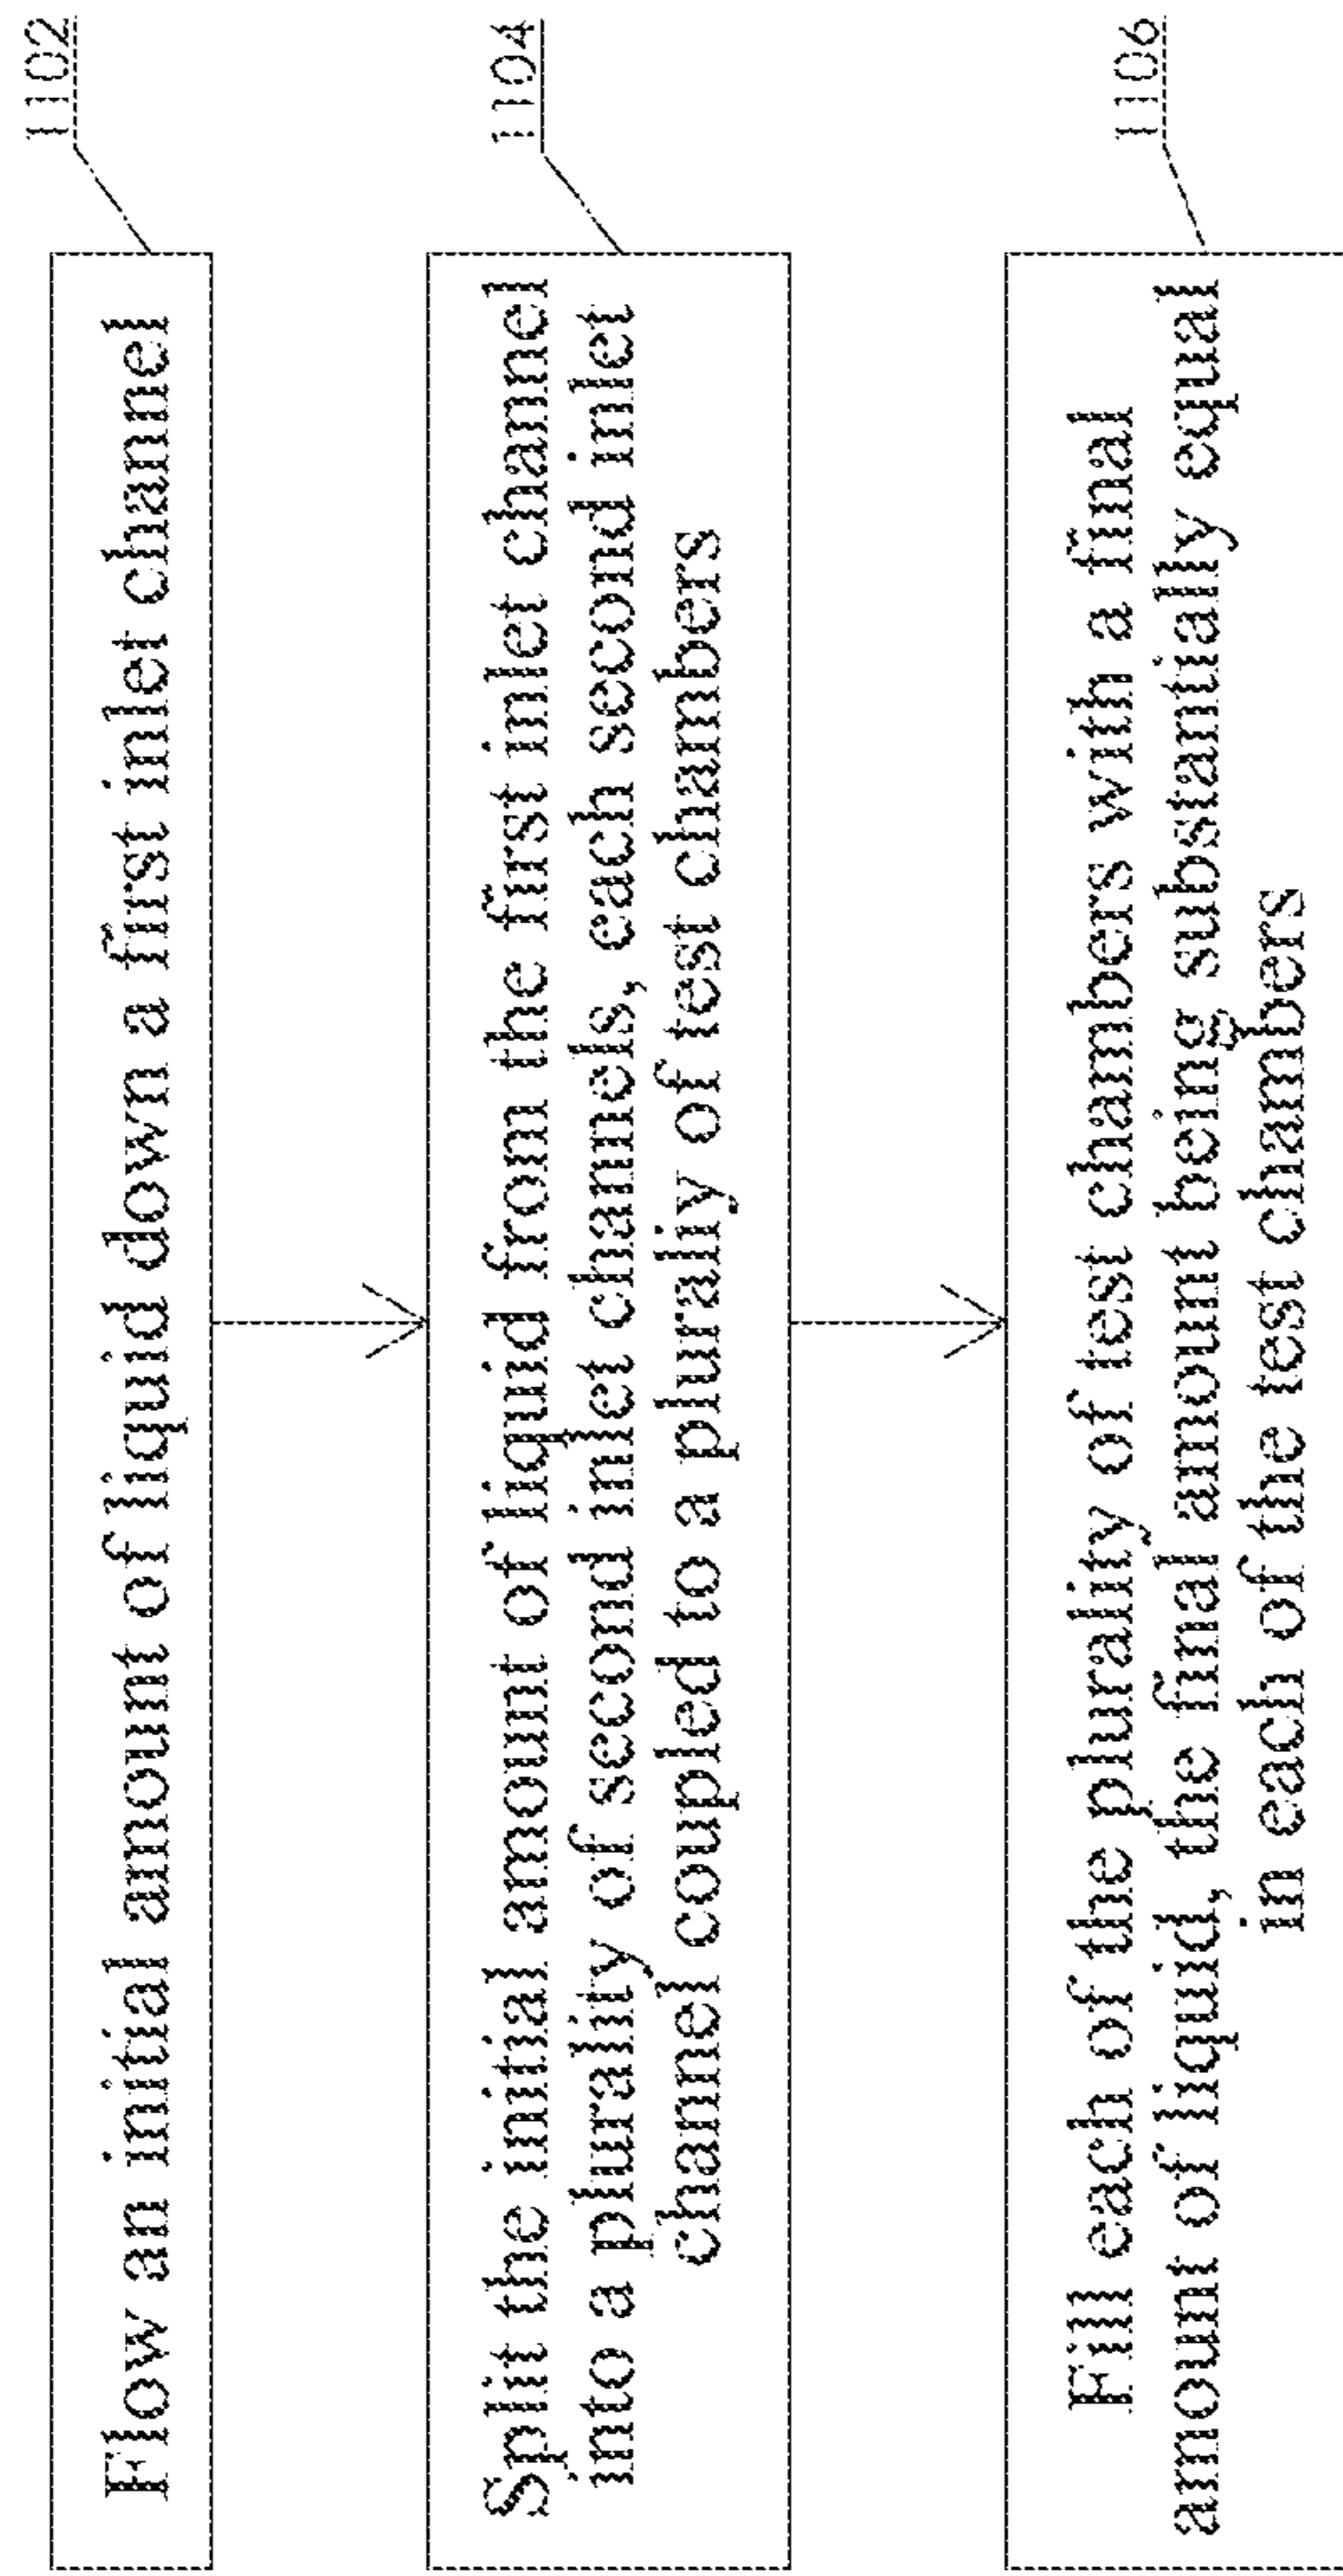 1102
Flow an initial amount of liquid down a first inlet channel
1104
Split the initial amount of liquid from the first inlet channel
into a plurality of second inlet channels, each second inlet
channel coupled to a plurality of test chambers
1106
Fill each of the plurality of test chambers with a final
amount of liquid, the final amount being substantially equal
in each of the test chambers